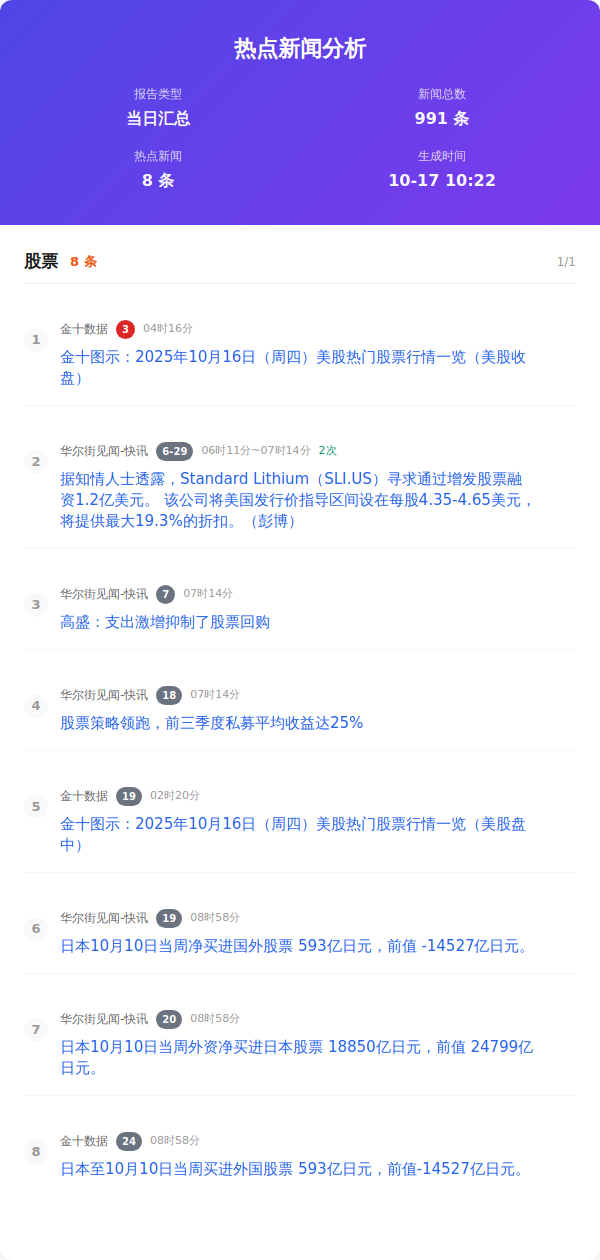 热点新闻分析
报告类型
新闻总数
当日汇总
991 条
热点新闻
生成时间
8 条
10-17 10:22
股票 8 条 1/1
1
金十数据 3 04时16分
金十图示：2025年10月16日（周四）美股热门股票行情一览（美股收
盘）
2
华尔街见闻-快讯 6-29 06时11分~07时14分 2次
据知情人士透露，Standard Lithium（SLI.US）寻求通过增发股票融
资1.2亿美元。 该公司将美国发行价指导区间设在每股4.35-4.65美元，
将提供最大19.3%的折扣。（彭博）
3
华尔街见闻-快讯 7 07时14分
高盛：支出激增抑制了股票回购
4
华尔街见闻-快讯 18 07时14分
股票策略领跑，前三季度私募平均收益达25%
5
金十数据 19 02时20分
金十图示：2025年10月16日（周四）美股热门股票行情一览（美股盘
中）
6
华尔街见闻-快讯 19 08时58分
日本10月10日当周净买进国外股票 593亿日元，前值 -14527亿日元。
7
华尔街见闻-快讯 20 08时58分
日本10月10日当周外资净买进日本股票 18850亿日元，前值 24799亿
日元。
8
金十数据 24 08时58分
日本至10月10日当周买进外国股票 593亿日元，前值-14527亿日元。